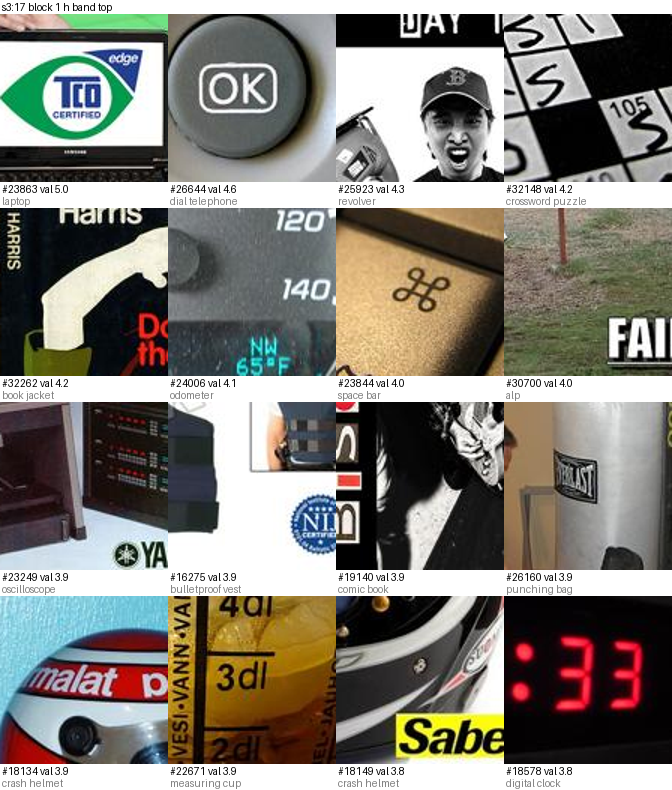 s3:17 block 1 h band top
edge
TCO
CERTIFIED
SAMSUNG
#23863 val 5.0
laptop
OK
#26644 val 4.6
dial telephone
DAY
B
#25923 val 4.3
revolver
S T I
S
105
S
#32148 val 4.2
crossword puzzle
Harris
HARRIS
Do
the
#32262 val 4.2
book jacket
120
140
NW
65°F
#24006 val 4.1
odometer
⌘
#23844 val 4.0
space bar
FAI
#30700 val 4.0
alp
YA
#23249 val 3.9
oscilloscope
NIJ
CERTIFIED
#16275 val 3.9
bulletproof vest
#19140 val 3.9
comic book
EVERLAST
#26160 val 3.9
punching bag
malat p
#18134 val 3.9
crash helmet
4dl
3dl
2dl
VESI•VANN•VAI
#22671 val 3.9
measuring cup
Sabe
#18149 val 3.8
crash helmet
:33
#18578 val 3.8
digital clock